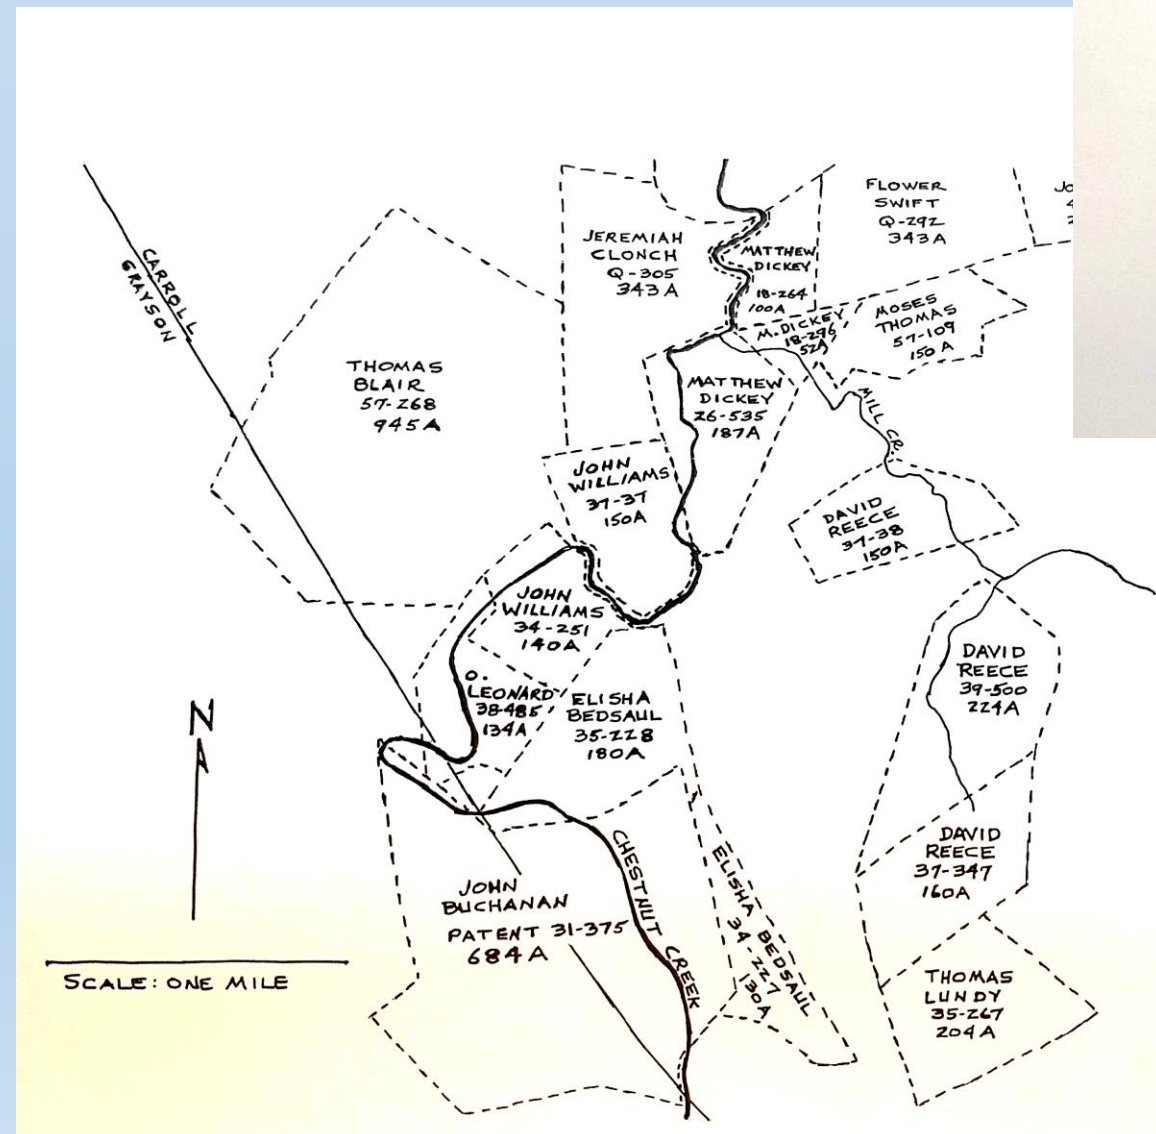 FLOWER
SWIFT
Q-292
343A
JEREMIAH
CLONCH
Q-305
343A
MATTHEW
DICKEY
18-264
100A
M. DICKEY
18-296
52A
MOSES
THOMAS
57-109
150 A
CARROLL
GRAYSON
THOMAS
BLAIR
57-268
945A
MATTHEW
DICKEY
26-535
187A
MILL CR.
JOHN
WILLIAMS
37-37
150A
DAVID
REECE
37-38
150A
JOHN
WILLIAMS
34-251
140A
O.
LEONARD
38-485
134A
ELISHA
BEDSAUL
35-228
180A
DAVID
REECE
39-500
224A
N
CHESTNUT CREEK
ELISHA BEDSAUL
34-227
130A
DAVID
REECE
37-347
160A
JOHN
BUCHANAN
PATENT 31-375
684A
THOMAS
LUNDY
35-267
204A
SCALE: ONE MILE